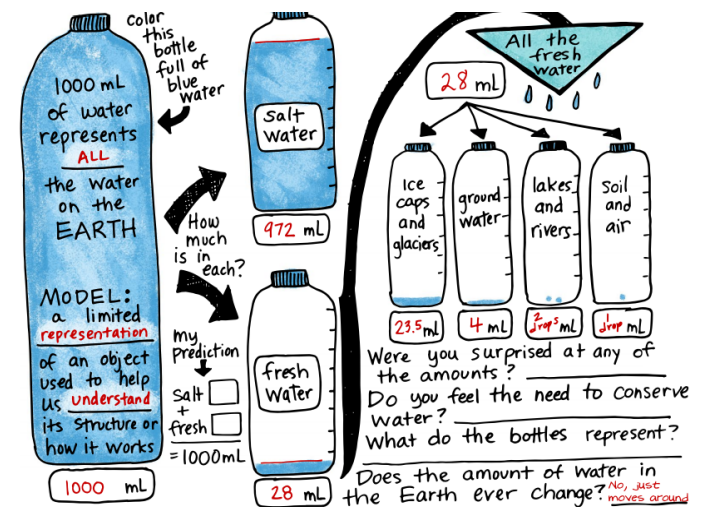 color
this
bottle
full of
blue
water
1000 mL
of water
represents
ALL
the water
on the
EARTH
MODEL:
a limited
representation
of an object
used to help
us understand
its structure or
how it works
1000 mL
How
much
is in
each?
my
prediction
salt
+
fresh
= 1000mL
salt
water
972 mL
fresh
water
28 mL
All the
fresh
water
28 mL
Ice
caps
and
glaciers
23.5 mL
ground
water
4 mL
lakes
and
rivers
2 drops mL
Soil
and
air
1 drop mL
Were you surprised at any of
the amounts?
Do you feel the need to conserve
water?
What do the bottles represent?
Does the amount of water in
the Earth ever change? No, just
moves around